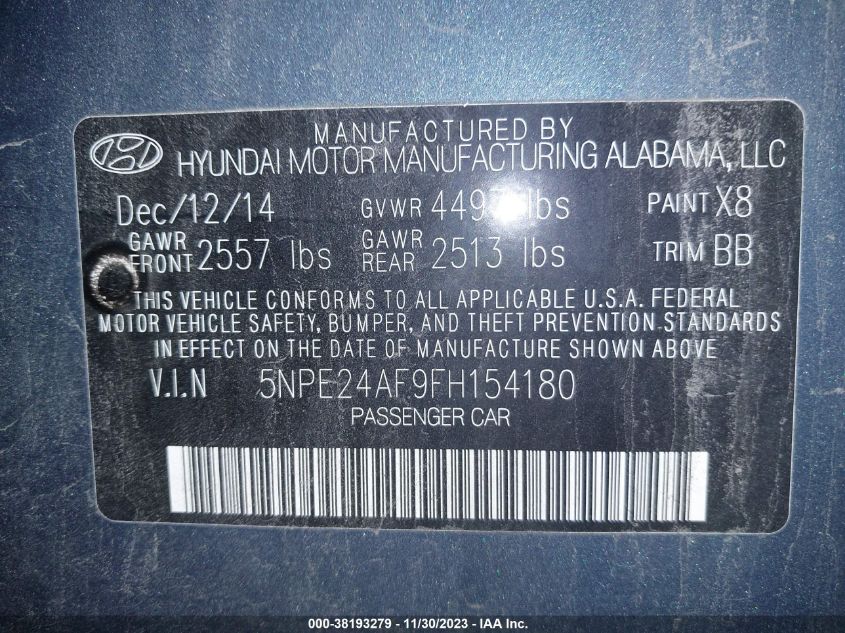 MANUFACTURED BY
HYUNDAI MOTOR MANUFACTURING ALABAMA, LLC
Dec/12/14 GVWR lbs PAINT X8
GAWR FRONT 2557 lbs GAWR REAR 2513 lbs TRIM BB
THIS VEHICLE CONFORMS TO ALL APPLICABLE U.S.A. FEDERAL
MOTOR VEHICLE SAFETY, BUMPER, AND THEFT PREVENTION STANDARDS
IN EFFECT ON THE DATE OF MANUFACTURE SHOWN ABOVE
V.I.N 5NPE24AF9FH154180
PASSENGER CAR
000-38193279 - 11/30/2023 - IAA Inc.